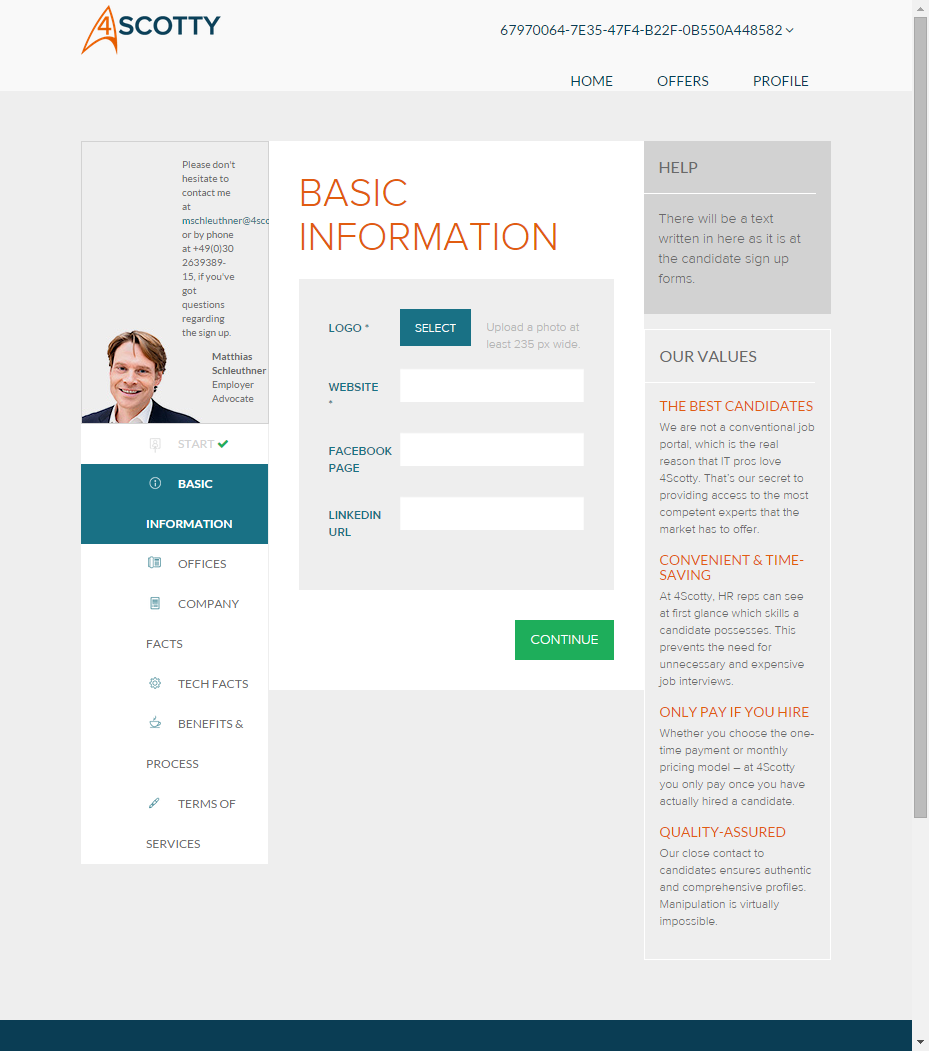 4SCOTTY
67970064-7E35-47F4-B22F-0B550A448582
HOME OFFERS PROFILE
Please don't
hesitate to
contact me
at
mschleuthner@4sco
or by phone
at +49(0)30
2639389-
15, if you've
got
questions
regarding
the sign up.
Matthias
Schleuthner
Employer
Advocate
START
BASIC
INFORMATION
OFFICES
COMPANY
FACTS
TECH FACTS
BENEFITS &
PROCESS
TERMS OF
SERVICES
BASIC
INFORMATION
LOGO *
SELECT
Upload a photo at
least 235 px wide.
WEBSITE
*
FACEBOOK
PAGE
LINKEDIN
URL
CONTINUE
HELP
There will be a text
written in here as it is at
the candidate sign up
forms.
OUR VALUES
THE BEST CANDIDATES
We are not a conventional job
portal, which is the real
reason that IT pros love
4Scotty. That's our secret to
providing access to the most
competent experts that the
market has to offer.
CONVENIENT & TIME-
SAVING
At 4Scotty, HR reps can see
at first glance which skills a
candidate possesses. This
prevents the need for
unnecessary and expensive
job interviews.
ONLY PAY IF YOU HIRE
Whether you choose the one-
time payment or monthly
pricing model – at 4Scotty
you only pay once you have
actually hired a candidate.
QUALITY-ASSURED
Our close contact to
candidates ensures authentic
and comprehensive profiles.
Manipulation is virtually
impossible.